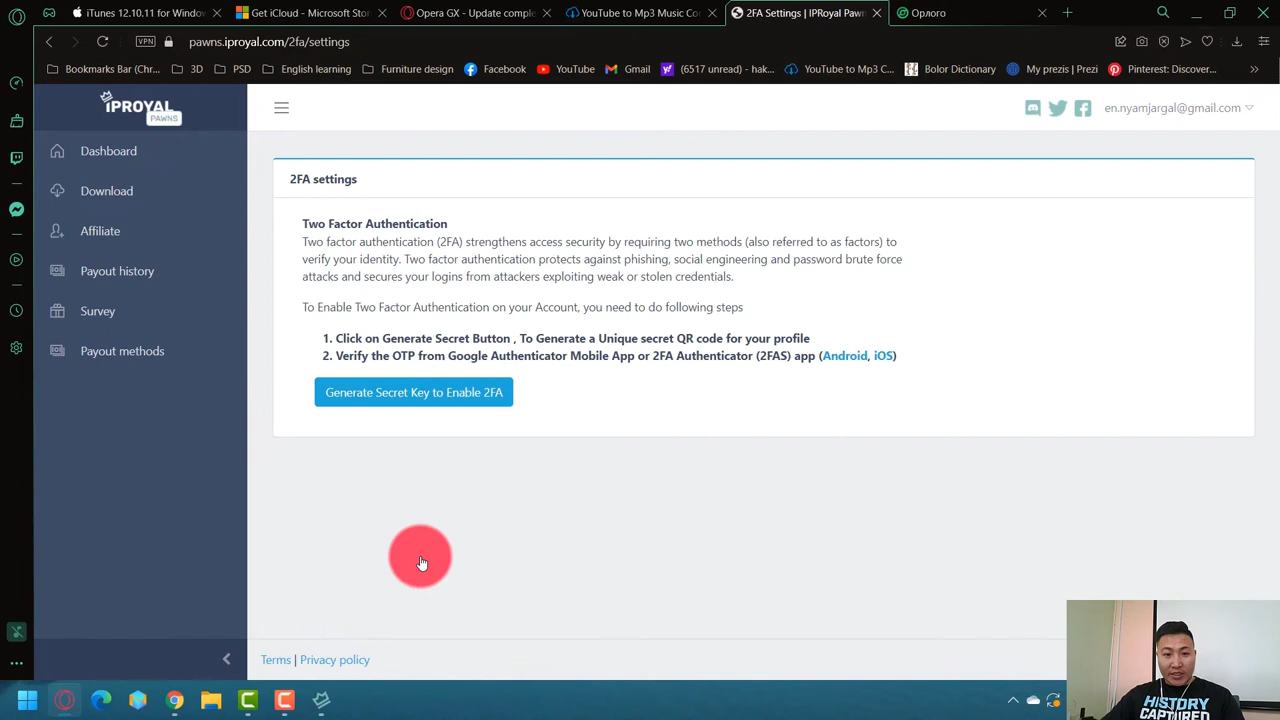 iTunes 12.10.11 for Window
Get iCloud - Microsoft Stor
Opera GX - Update comple
YouTube to Mp3 Music Co
2FA Settings | IPRoyal Pawn
Орлого
VPN
pawns.iproyal.com/2fa/settings
Bookmarks Bar (Chr...
3D
PSD
English learning
Furniture design
Facebook
YouTube
Gmail
(6517 unread) - hak...
YouTube to Mp3 C...
Bolor Dictionary
My prezis | Prezi
Pinterest: Discover...
IPROYAL
PAWNS
en.nyamjargal@gmail.com
Dashboard
Download
Affiliate
Payout history
Survey
Payout methods
2FA settings
Two Factor Authentication
Two factor authentication (2FA) strengthens access security by requiring two methods (also referred to as factors) to
verify your identity. Two factor authentication protects against phishing, social engineering and password brute force
attacks and secures your logins from attackers exploiting weak or stolen credentials.
To Enable Two Factor Authentication on your Account, you need to do following steps
1. Click on Generate Secret Button , To Generate a Unique secret QR code for your profile
2. Verify the OTP from Google Authenticator Mobile App or 2FA Authenticator (2FAS) app (Android, iOS)
Generate Secret Key to Enable 2FA
Terms | Privacy policy
HISTORY
CAPTURED